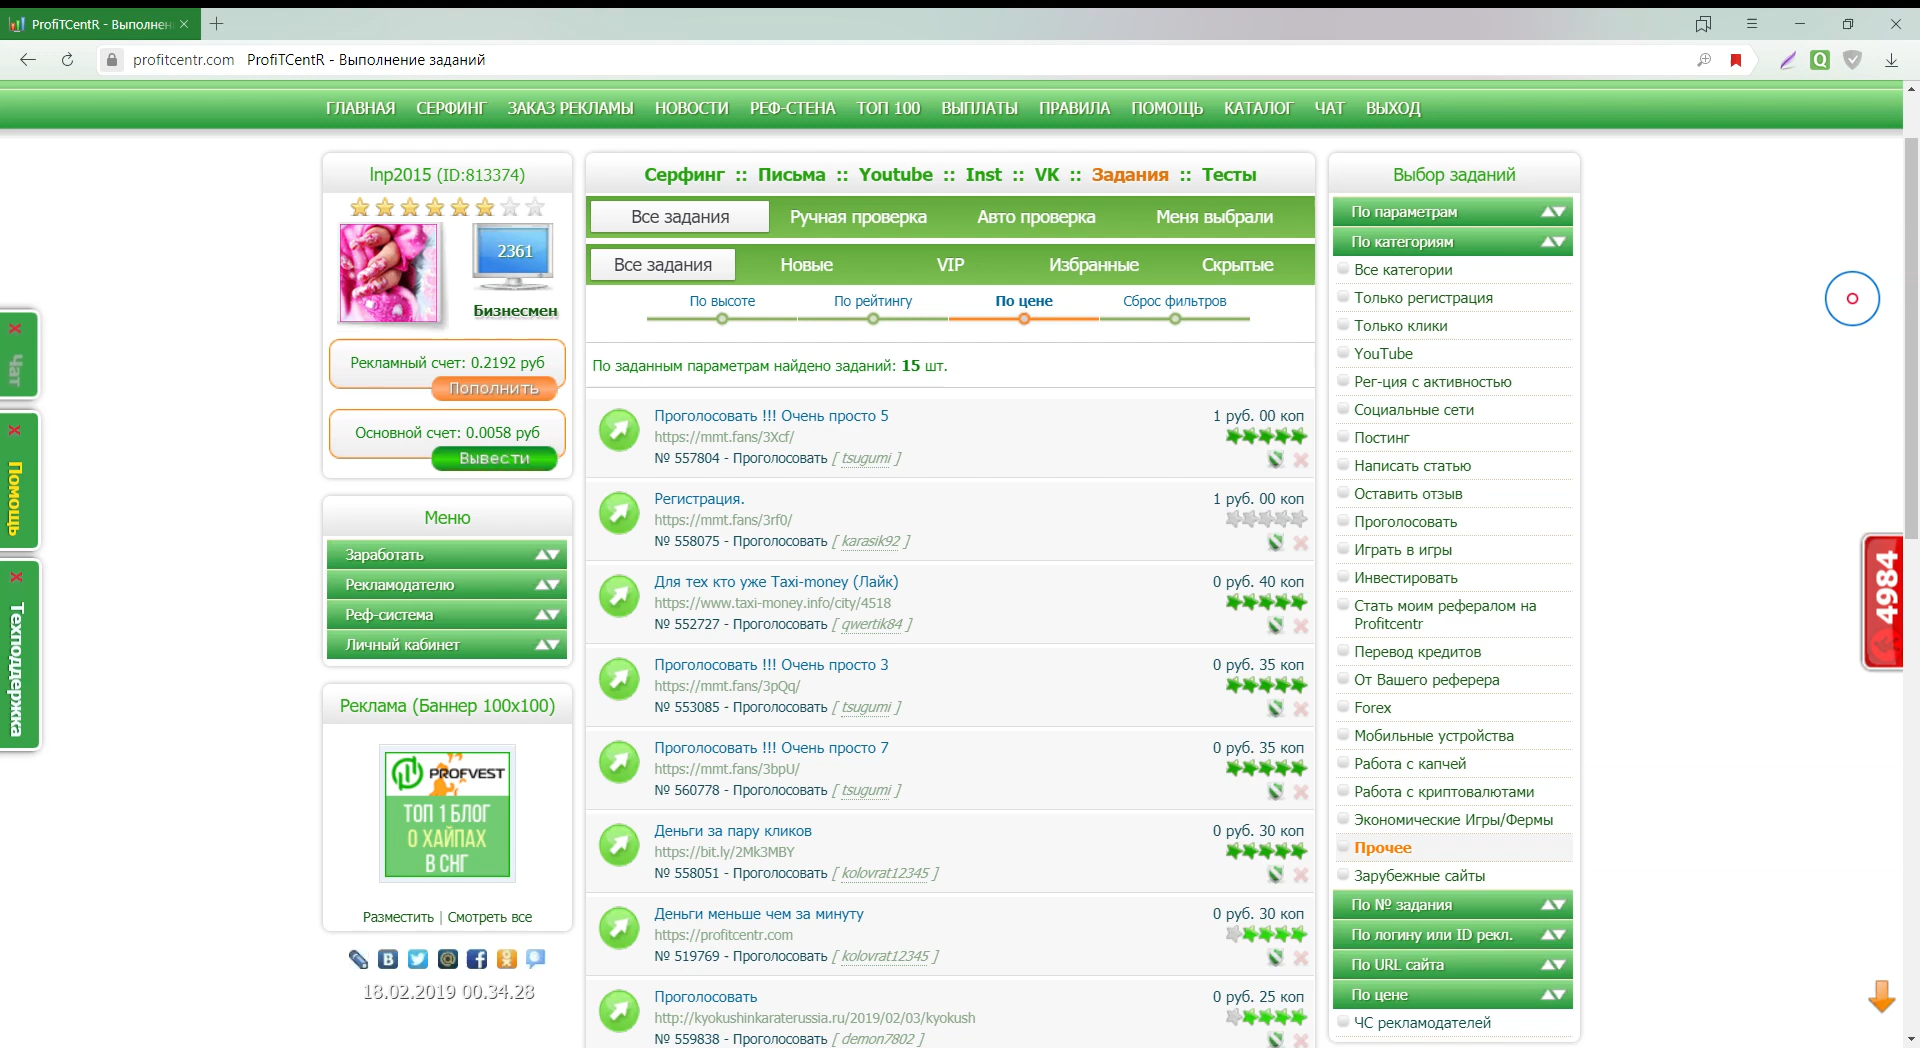 ProfiTCentR - Выполнен
profitcentr.com ProfiTCentR - Выполнение заданий
ГЛАВНАЯ СЕРФИНГ ЗАКАЗ РЕКЛАМЫ НОВОСТИ РЕФ-СТЕНА ТОП 100 ВЫПЛАТЫ ПРАВИЛА ПОМОЩЬ КАТАЛОГ ЧАТ ВЫХОД
Чат
Помощь
Техподдержка
lnp2015 (ID:813374)
2361
Бизнесмен
Рекламный счет: 0.2192 руб
Пополнить
Основной счет: 0.0058 руб
Вывести
Меню
Заработать
Рекламодателю
Реф-система
Личный кабинет
Реклама (Баннер 100x100)
PROFVEST
ТОП 1 БЛОГ
О ХАЙПАХ
В СНГ
Разместить | Смотреть все
18.02.2019 00.34.28
Серфинг :: Письма :: Youtube :: Inst :: VK :: Задания :: Тесты
Все задания Ручная проверка Авто проверка Меня выбрали
Все задания Новые VIP Избранные Скрытые
По высоте По рейтингу По цене Сброс фильтров
По заданным параметрам найдено заданий: 15 шт.
Проголосовать !!! Очень просто 5 1 руб. 00 коп
https://mmt.fans/3Xcf/
№ 557804 - Проголосовать [ tsugumi ]
Регистрация. 1 руб. 00 коп
https://mmt.fans/3rf0/
№ 558075 - Проголосовать [ karasik92 ]
Для тех кто уже Taxi-money (Лайк) 0 руб. 40 коп
https://www.taxi-money.info/city/4518
№ 552727 - Проголосовать [ qwertik84 ]
Проголосовать !!! Очень просто 3 0 руб. 35 коп
https://mmt.fans/3pQq/
№ 553085 - Проголосовать [ tsugumi ]
Проголосовать !!! Очень просто 7 0 руб. 35 коп
https://mmt.fans/3bpU/
№ 560778 - Проголосовать [ tsugumi ]
Деньги за пару кликов 0 руб. 30 коп
https://bit.ly/2Mk3MBY
№ 558051 - Проголосовать [ kolovrat12345 ]
Деньги меньше чем за минуту 0 руб. 30 коп
https://profitcentr.com
№ 519769 - Проголосовать [ kolovrat12345 ]
Проголосовать 0 руб. 25 коп
http://kyokushinkaraterussia.ru/2019/02/03/kyokush
№ 559838 - Проголосовать [ demon7802 ]
Выбор заданий
По параметрам
По категориям
Все категории
Только регистрация
Только клики
YouTube
Рег-ция с активностью
Социальные сети
Постинг
Написать статью
Оставить отзыв
Проголосовать
Играть в игры
Инвестировать
Стать моим рефералом на
Profitcentr
Перевод кредитов
От Вашего реферера
Forex
Мобильные устройства
Работа с капчей
Работа с криптовалютами
Экономические Игры/Фермы
Прочее
Зарубежные сайты
По № задания
По логину или ID рекл.
По URL сайта
По цене
ЧС рекламодателей
4984